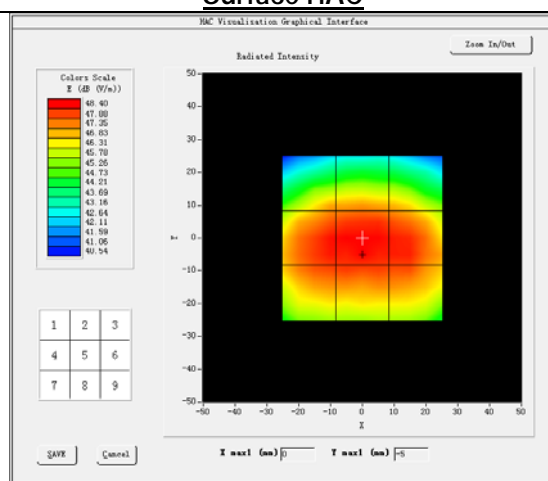 Surface HAC
HAC Visualisation Graphical Interface
Zoom In/Out
Radiated Intensity
Colors Scale
E (dB (V/m))
48.40
47.88
47.35
46.83
46.31
45.78
45.26
44.73
44.21
43.69
43.16
42.64
42.11
41.59
41.06
40.54
50
40
30
20
10
0
-10
-20
-30
-40
-50
Y
-50 -40 -30 -20 -10 0 10 20 30 40 50
X
1 2 3
4 5 6
7 8 9
SAVE
Cancel
X max1 (mm) 0
Y max1 (mm) -5